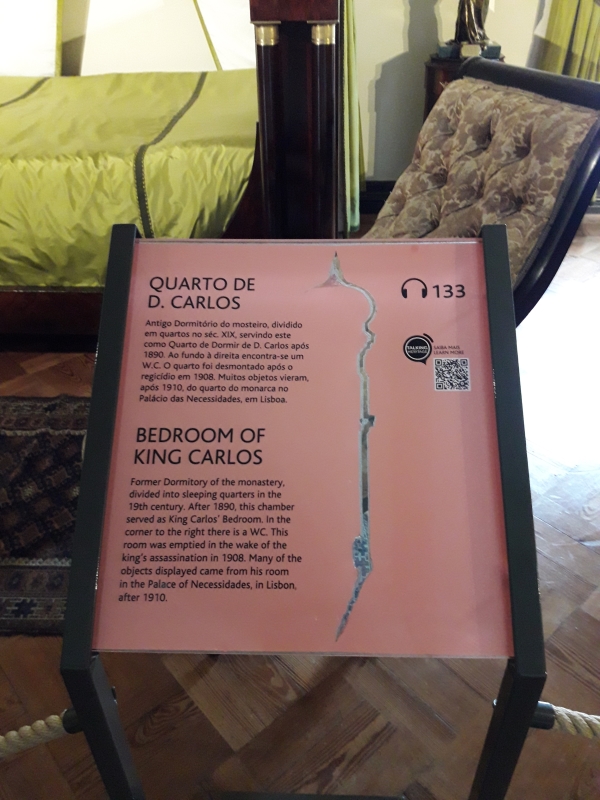 QUARTO DE
D. CARLOS
Antigo Dormitório do mosteiro, dividido
em quartos no séc. XIX, servindo este
como Quarto de Dormir de D. Carlos após
1890. Ao fundo à direita encontra-se um
W.C. O quarto foi desmontado após o
regicídio em 1908. Muitos objetos vieram,
após 1910, do quarto do monarca no
Palácio das Necessidades, em Lisboa.
BEDROOM OF
KING CARLOS
Former Dormitory of the monastery,
divided into sleeping quarters in the
19th century. After 1890, this chamber
served as King Carlos' Bedroom. In the
corner to the right there is a WC. This
room was emptied in the wake of the
king's assassination in 1908. Many of the
objects displayed came from his room
in the Palace of Necessidades, in Lisbon,
after 1910.
133
TALKING
HERITAGE
SAIBA MAIS
LEARN MORE